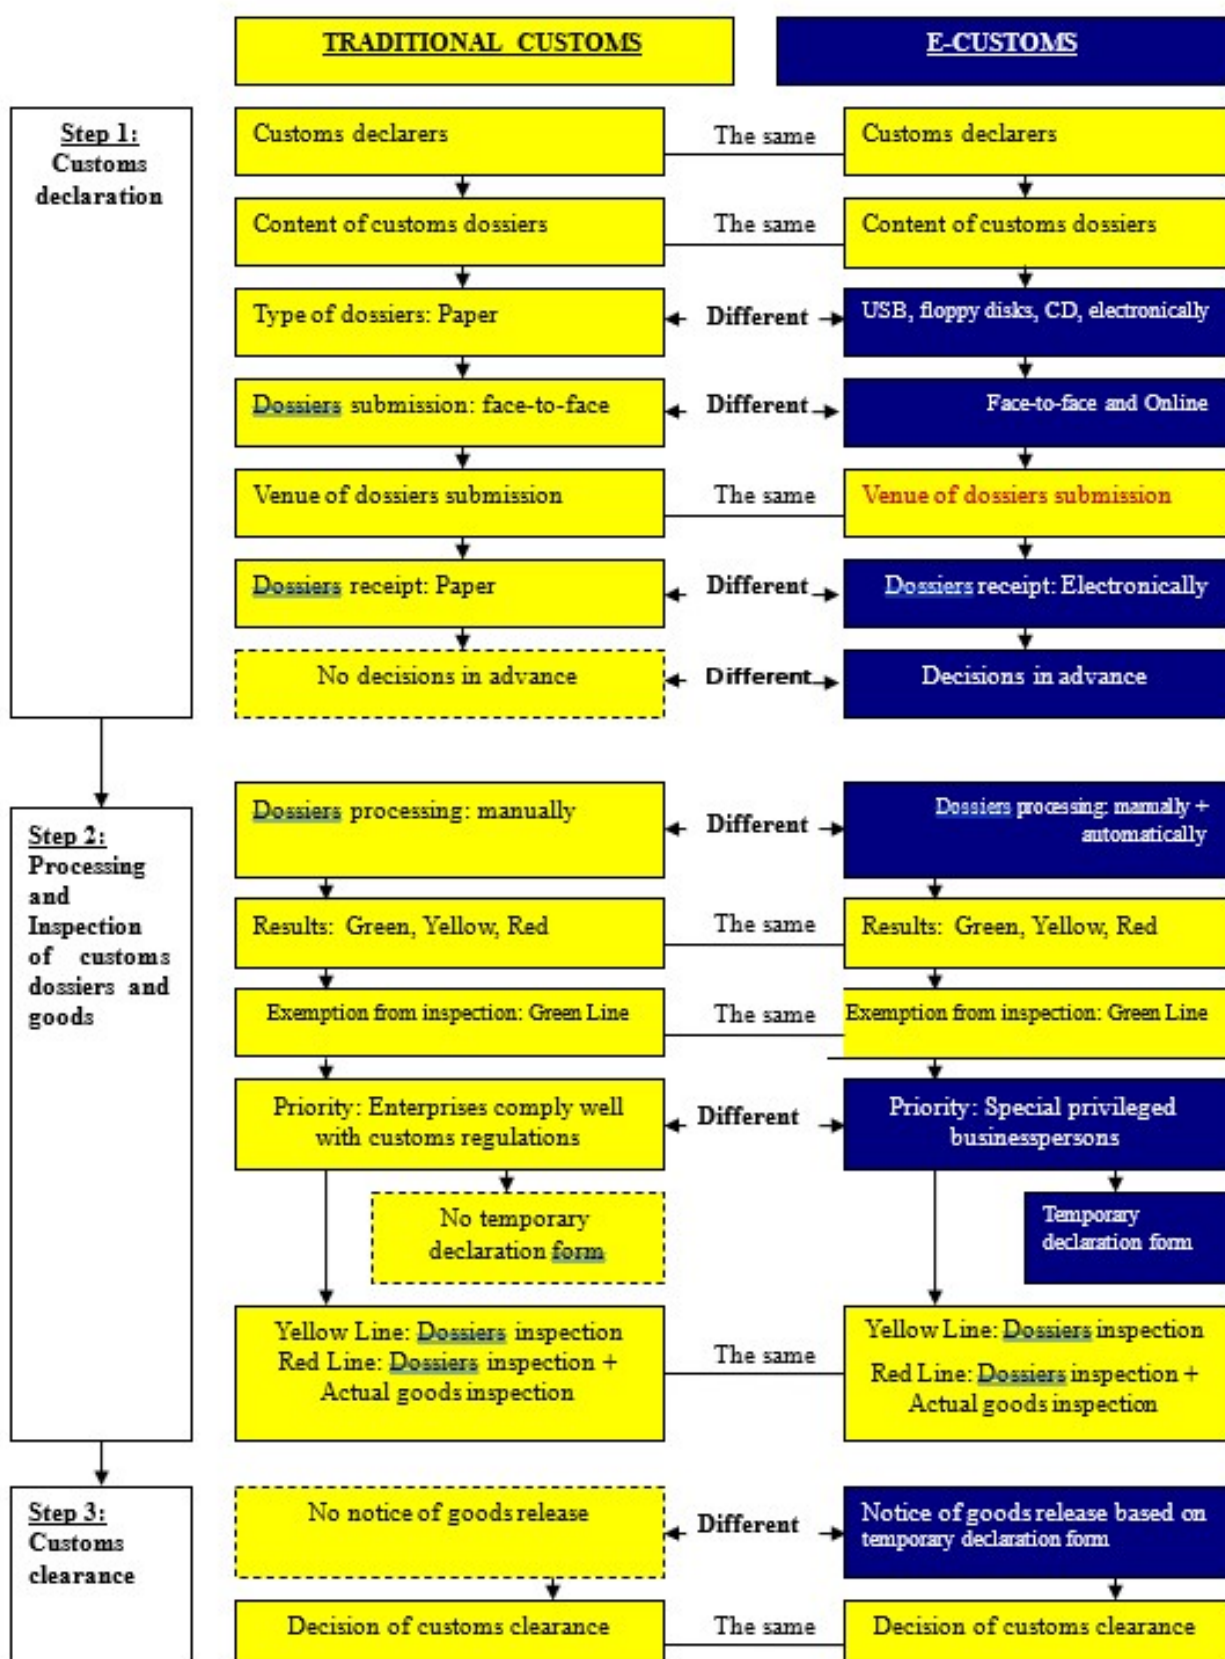 TRADITIONAL CUSTOMS
E-CUSTOMS
Step 1:
Customs
declaration
Customs declarers
The same
Customs declarers
Content of customs dossiers
The same
Content of customs dossiers
Type of dossiers: Paper
Different
USB, floppy disks, CD, electronically
Dossiers submission: face-to-face
Different
Face-to-face and Online
Venue of dossiers submission
The same
Venue of dossiers submission
Dossiers receipt: Paper
Different
Dossiers receipt: Electronically
No decisions in advance
Different
Decisions in advance
Step 2:
Processing
and
Inspection
of customs
dossiers and
goods
Dossiers processing: manually
Different
Dossiers processing: manually +
automatically
Results: Green, Yellow, Red
The same
Results: Green, Yellow, Red
Exemption from inspection: Green Line
The same
Exemption from inspection: Green Line
Priority: Enterprises comply well
with customs regulations
Different
Priority: Special privileged
businesspersons
No temporary
declaration form
Temporary
declaration form
Yellow Line: Dossiers inspection
Red Line: Dossiers inspection +
Actual goods inspection
The same
Yellow Line: Dossiers inspection
Red Line: Dossiers inspection +
Actual goods inspection
Step 3:
Customs
clearance
No notice of goods release
Different
Notice of goods release based on
temporary declaration form
Decision of customs clearance
The same
Decision of customs clearance